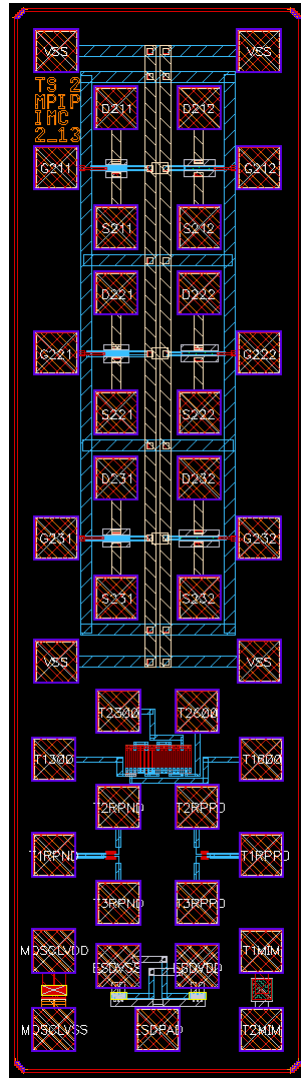 VSS VSS
TS 2
MPIP
IMC
2_13
D211 D212
G211 G212
S211 S212
D221 D222
G221 G222
S221 S222
D231 D232
G231 G232
S231 S232
VSS VSS
T2300 T2600
T1300 T1600
T2RPND T2RPPD
T1RPND T1RPPD
T3RPND T3RPPD
MOSCLVDD T1MIM
ESDVSS ESDVDD
MOSCLVSS ESDPAD T2MIM